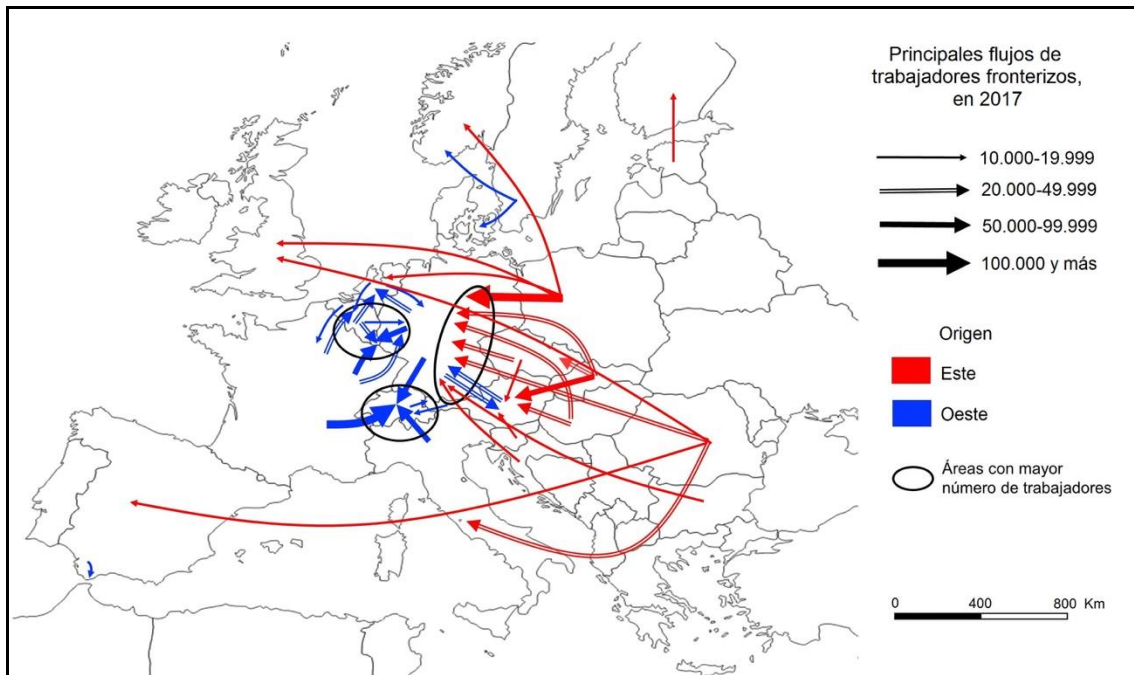 Principales flujos de
trabajadores fronterizos,
en 2017
10.000-19.999
20.000-49.999
50.000-99.999
100.000 y más
Origen
Este
Oeste
Áreas con mayor
número de trabajadores
0 400 800 Km